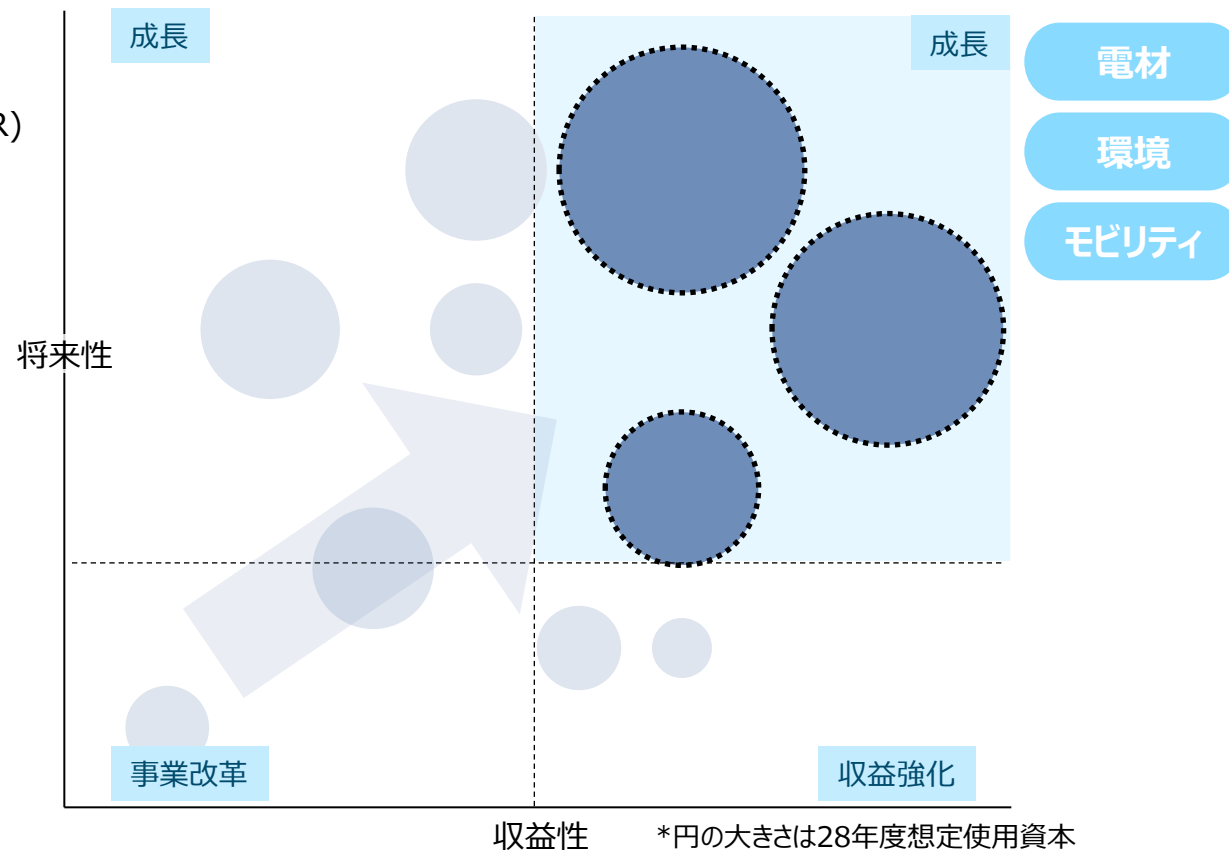 成長
成長
電材
R)
環境
モビリティ
将来性
事業改革
収益強化
収益性
*円の大きさは28年度想定使用資本